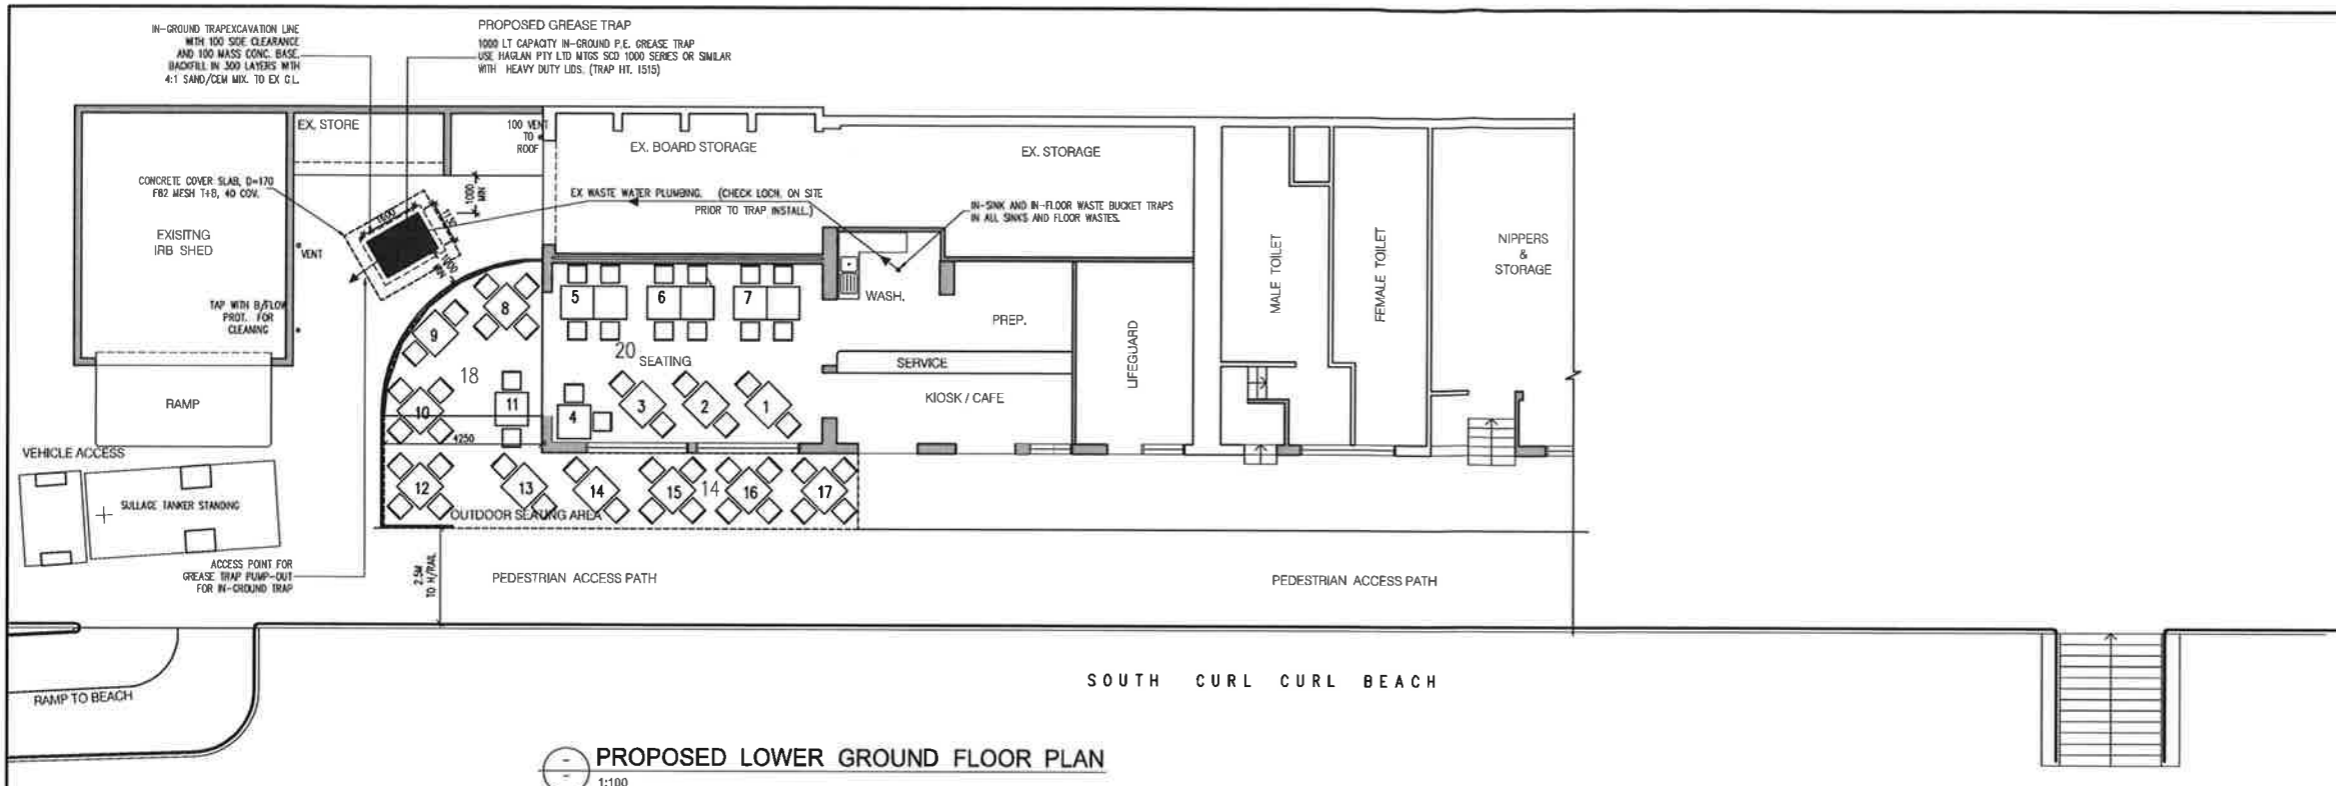 IN-GROUND TRAPEXCAVATION LINE
WITH 100 SIDE CLEARANCE
AND 100 MASS CONC. BASE.
BACKFILL IN 300 LAYERS WITH
4:1 SAND/CEM MIX. TO EX G.L.
PROPOSED GREASE TRAP
1000 LT CAPACITY IN-GROUND P.E. GREASE TRAP
USE HAGLAN PTY LTD MTGS SCD 1000 SERIES OR SIMILAR
WITH HEAVY DUTY LIDS. (TRAP HT. 1515)
EX. STORE
100 VENT
TO
ROOF
EX. BOARD STORAGE
EX. STORAGE
CONCRETE COVER SLAB, D=170
F82 MESH T+B, 40 COV.
1000
MIN
1600
1150
1000
MIN
EX WASTE WATER PLUMBING. (CHECK LOCN. ON SITE
PRIOR TO TRAP INSTALL.)
IN-SINK AND IN-FLOOR WASTE BUCKET TRAPS
IN ALL SINKS AND FLOOR WASTES.
EXISITNG
IRB SHED
VENT
TAP WITH B/FLOW
PROT. FOR
CLEANING
MALE TOILET
FEMALE TOILET
NIPPERS
&
STORAGE
WASH.
PREP.
LIFEGUARD
SERVICE
KIOSK / CAFE
5
6
7
8
9
20
SEATING
18
10
11
4
3
2
1
RAMP
4250
VEHICLE ACCESS
SULLAGE TANKER STANDING
12
13
14
15
14
16
17
OUTDOOR SEATING AREA
ACCESS POINT FOR
GREASE TRAP PUMP-OUT
FOR IN-GROUND TRAP
2.5M
TO H/RAIL
PEDESTRIAN ACCESS PATH
PEDESTRIAN ACCESS PATH
RAMP TO BEACH
SOUTH CURL CURL BEACH
PROPOSED LOWER GROUND FLOOR PLAN
1:100